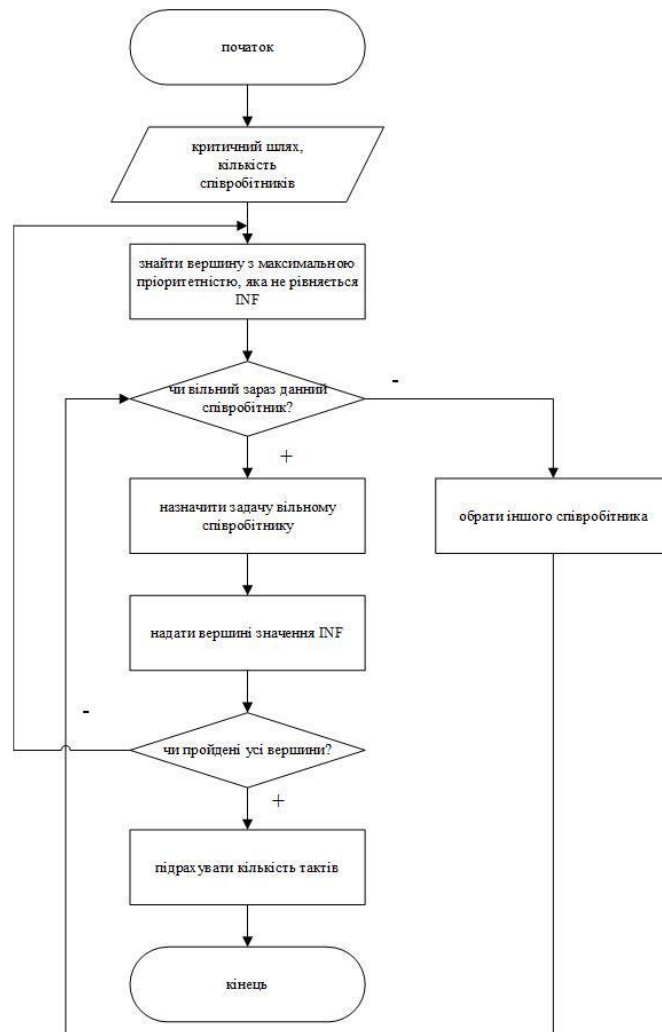 початок
критичний шлях,
кількість
співробітників
знайти вершину з максимальною
пріоритетністю, яка не рівняється
INF
чи вільний зараз данний
співробітник?
-
+
назначити задачу вільному
співробітнику
обрати іншого співробітника
надати вершині значення INF
-
чи пройдені усі вершини?
+
підрахувати кількість тактів
кінець